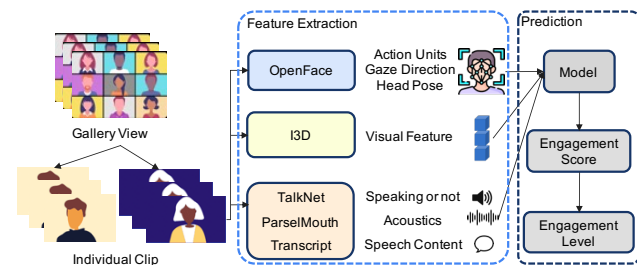 Feature Extraction
Prediction
Gallery View
Individual Clip
OpenFace
Action Units
Gaze Direction
Head Pose
I3D
Visual Feature
TalkNet
ParselMouth
Transcript
Speaking or not
Acoustics
Speech Content
Model
Engagement
Score
Engagement
Level